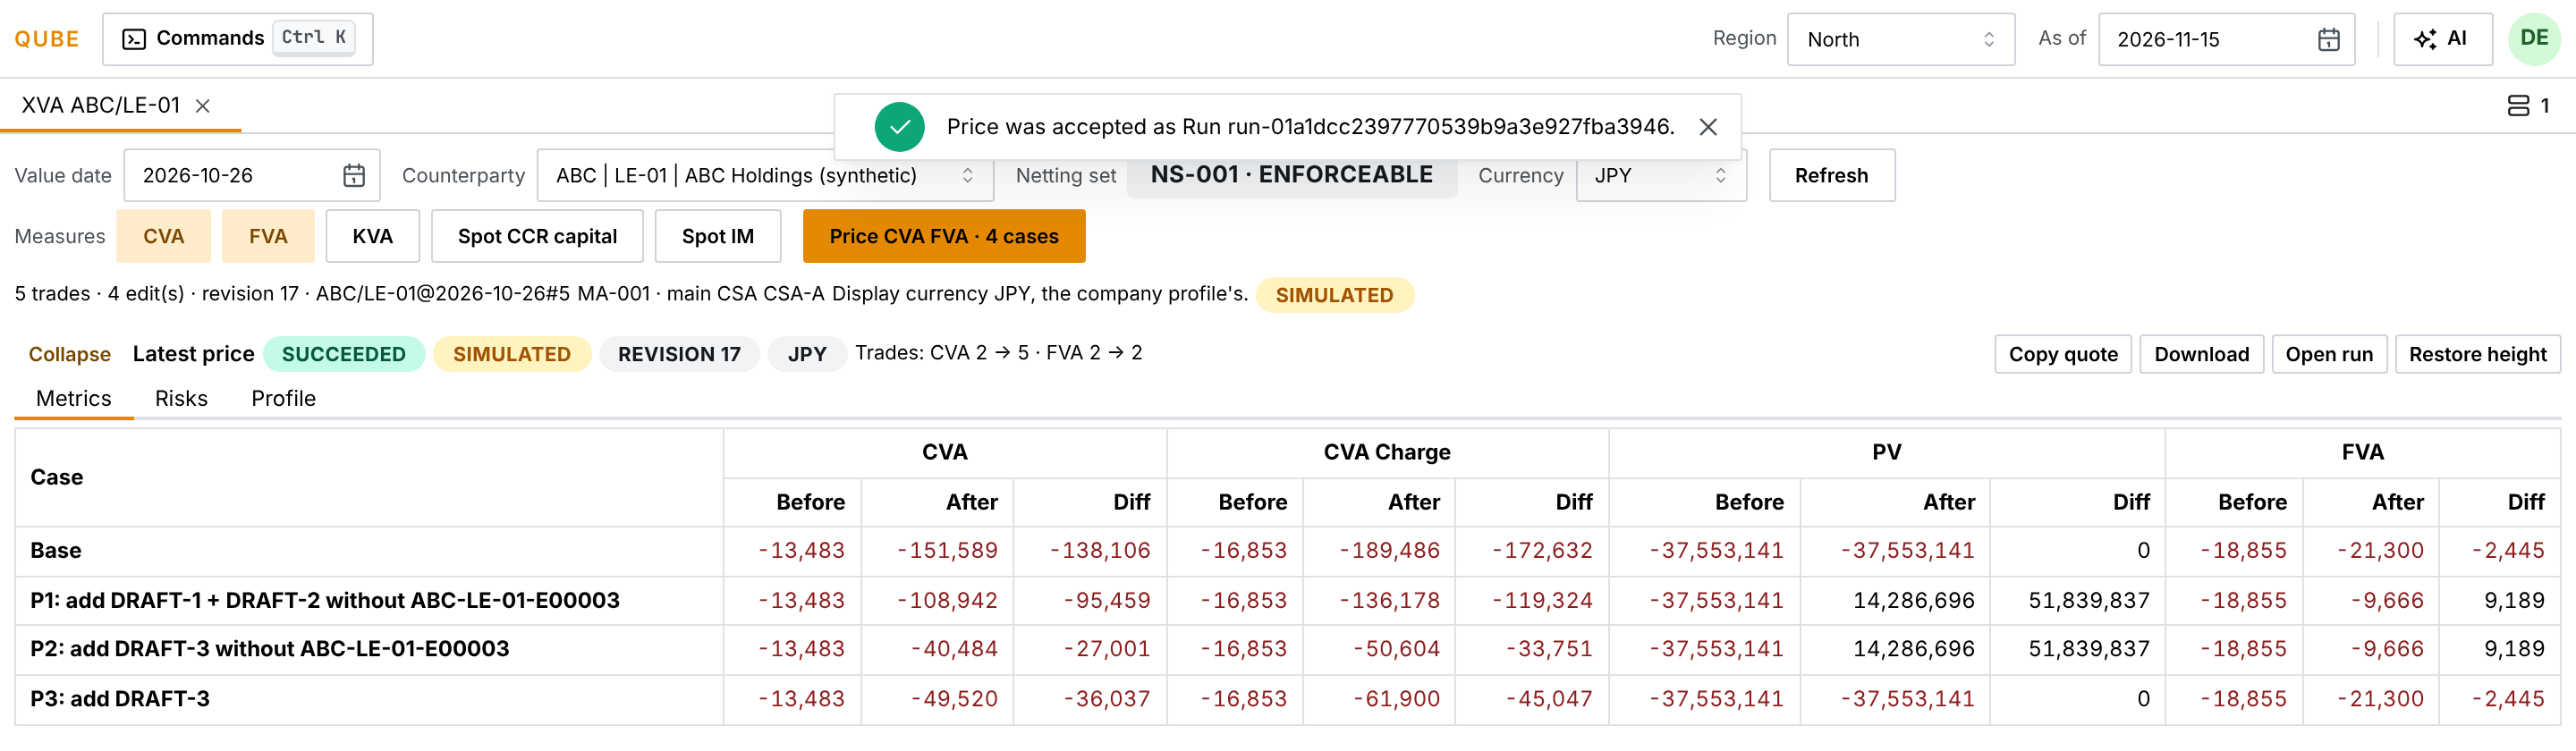 QUBE Commands Ctrl K Region North As of 2026-11-15 AI DE
XVA ABC/LE-01 1
Price was accepted as Run run-01a1dcc2397770539b9a3e927fba3946.
Value date 2026-10-26 Counterparty ABC | LE-01 | ABC Holdings (synthetic) Netting set NS-001 · ENFORCEABLE Currency JPY Refresh
Measures CVA FVA KVA Spot CCR capital Spot IM Price CVA FVA · 4 cases
5 trades · 4 edit(s) · revision 17 · ABC/LE-01@2026-10-26#5 MA-001 · main CSA CSA-A Display currency JPY, the company profile's. SIMULATED
Collapse Latest price SUCCEEDED SIMULATED REVISION 17 JPY Trades: CVA 2 → 5 · FVA 2 → 2 Copy quote Download Open run Restore height
Metrics Risks Profile
Case CVA CVA Charge PV FVA
Before After Diff Before After Diff Before After Diff Before After Diff
Base -13,483 -151,589 -138,106 -16,853 -189,486 -172,632 -37,553,141 -37,553,141 0 -18,855 -21,300 -2,445
P1: add DRAFT-1 + DRAFT-2 without ABC-LE-01-E00003 -13,483 -108,942 -95,459 -16,853 -136,178 -119,324 -37,553,141 14,286,696 51,839,837 -18,855 -9,666 9,189
P2: add DRAFT-3 without ABC-LE-01-E00003 -13,483 -40,484 -27,001 -16,853 -50,604 -33,751 -37,553,141 14,286,696 51,839,837 -18,855 -9,666 9,189
P3: add DRAFT-3 -13,483 -49,520 -36,037 -16,853 -61,900 -45,047 -37,553,141 -37,553,141 0 -18,855 -21,300 -2,445